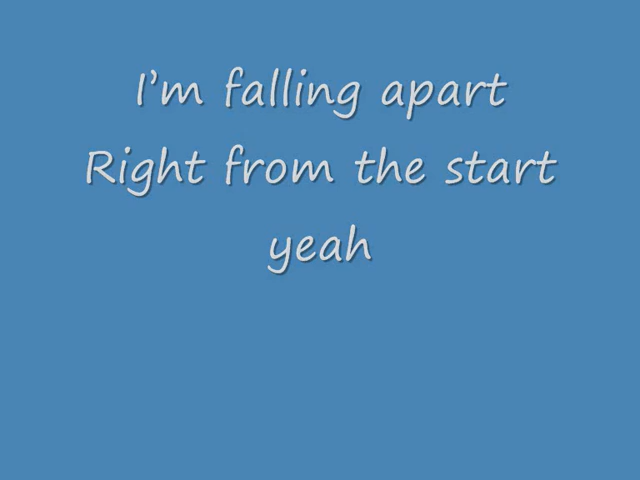 I’m falling apart
Right from the start
yeah